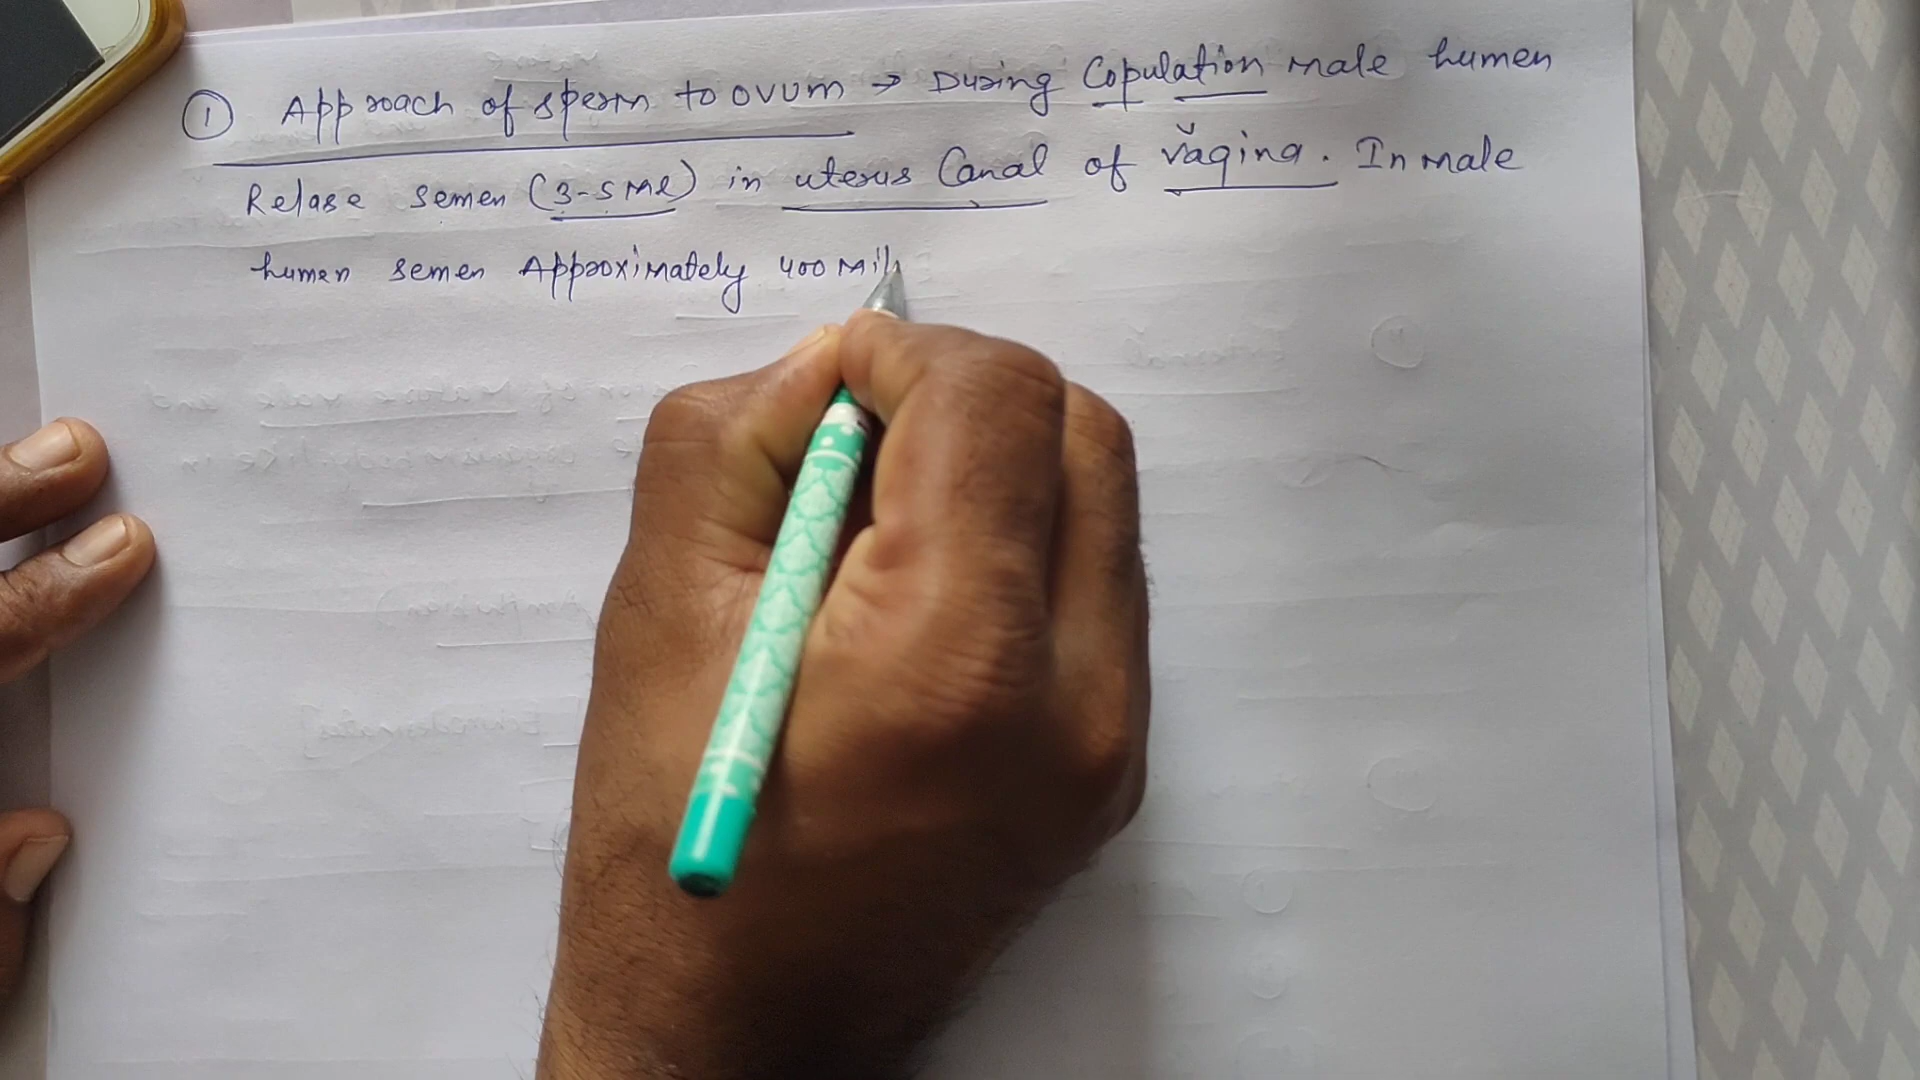 ① Approach of sperm to ovum → During Copulation male humen
Relase semen (3-5 Ml) in uterus Canal of vagina. In male
humen semen Approximately 400 Mill